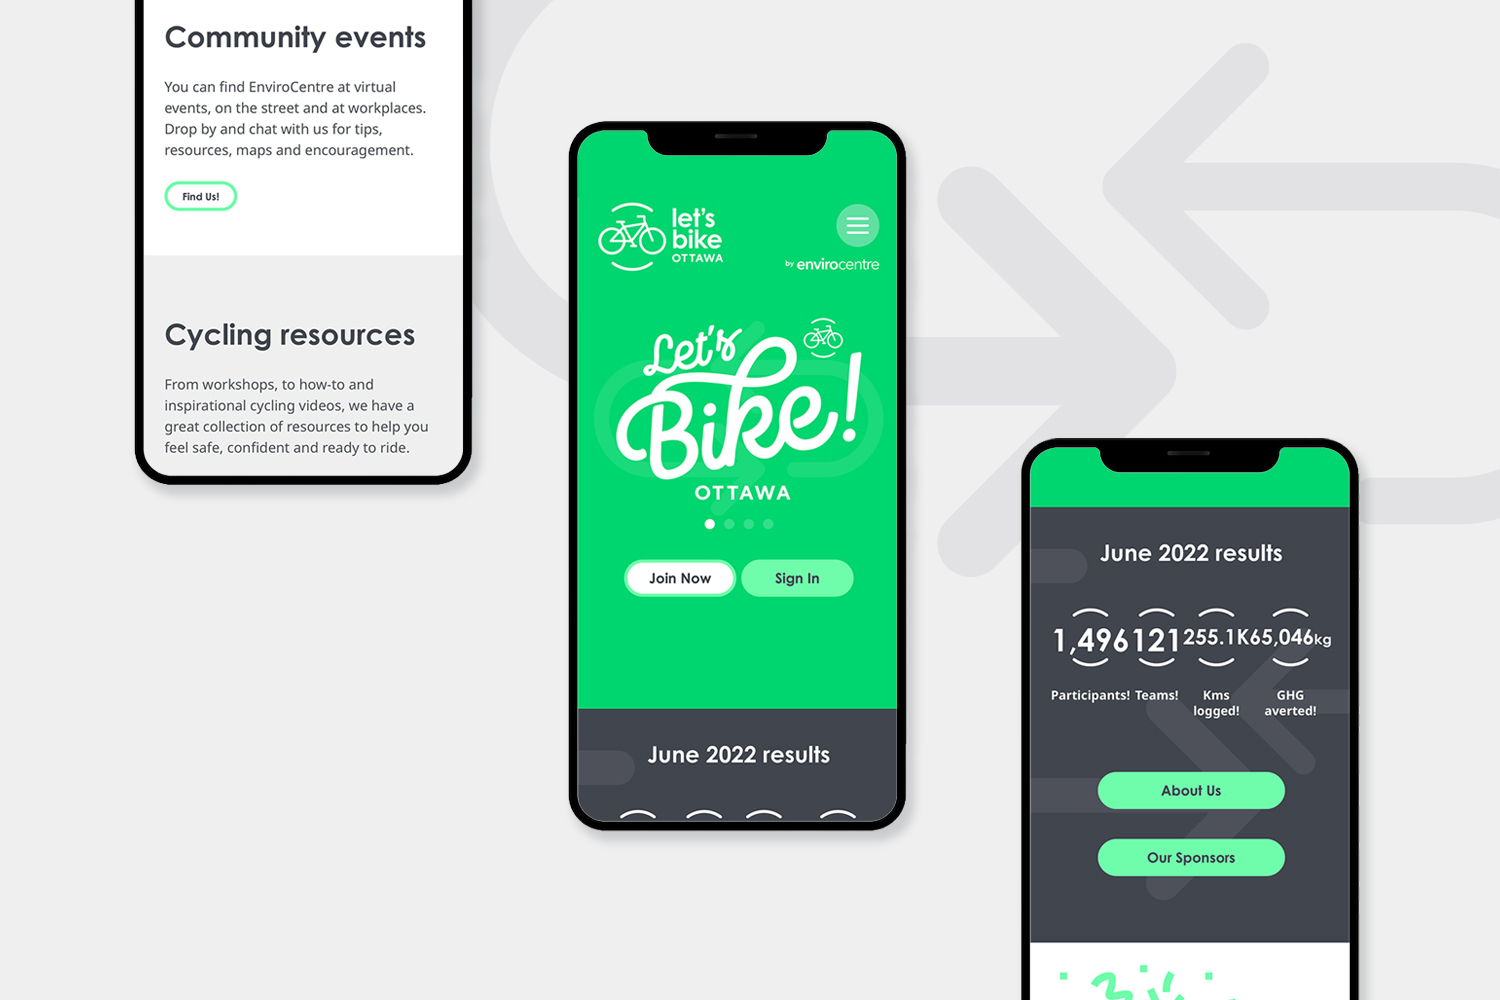 Community events
You can find EnviroCentre at virtual
events, on the street and at workplaces.
Drop by and chat with us for tips,
resources, maps and encouragement.
Find Us!
Cycling resources
From workshops, to how-to and
inspirational cycling videos, we have a
great collection of resources to help you
feel safe, confident and ready to ride.
let's
bike
OTTAWA
by envirocentre
Let's
Bike!
OTTAWA
Join Now
Sign In
June 2022 results
June 2022 results
1,496 121 255.1K 65,046kg
Participants! Teams! Kms logged! GHG averted!
About Us
Our Sponsors